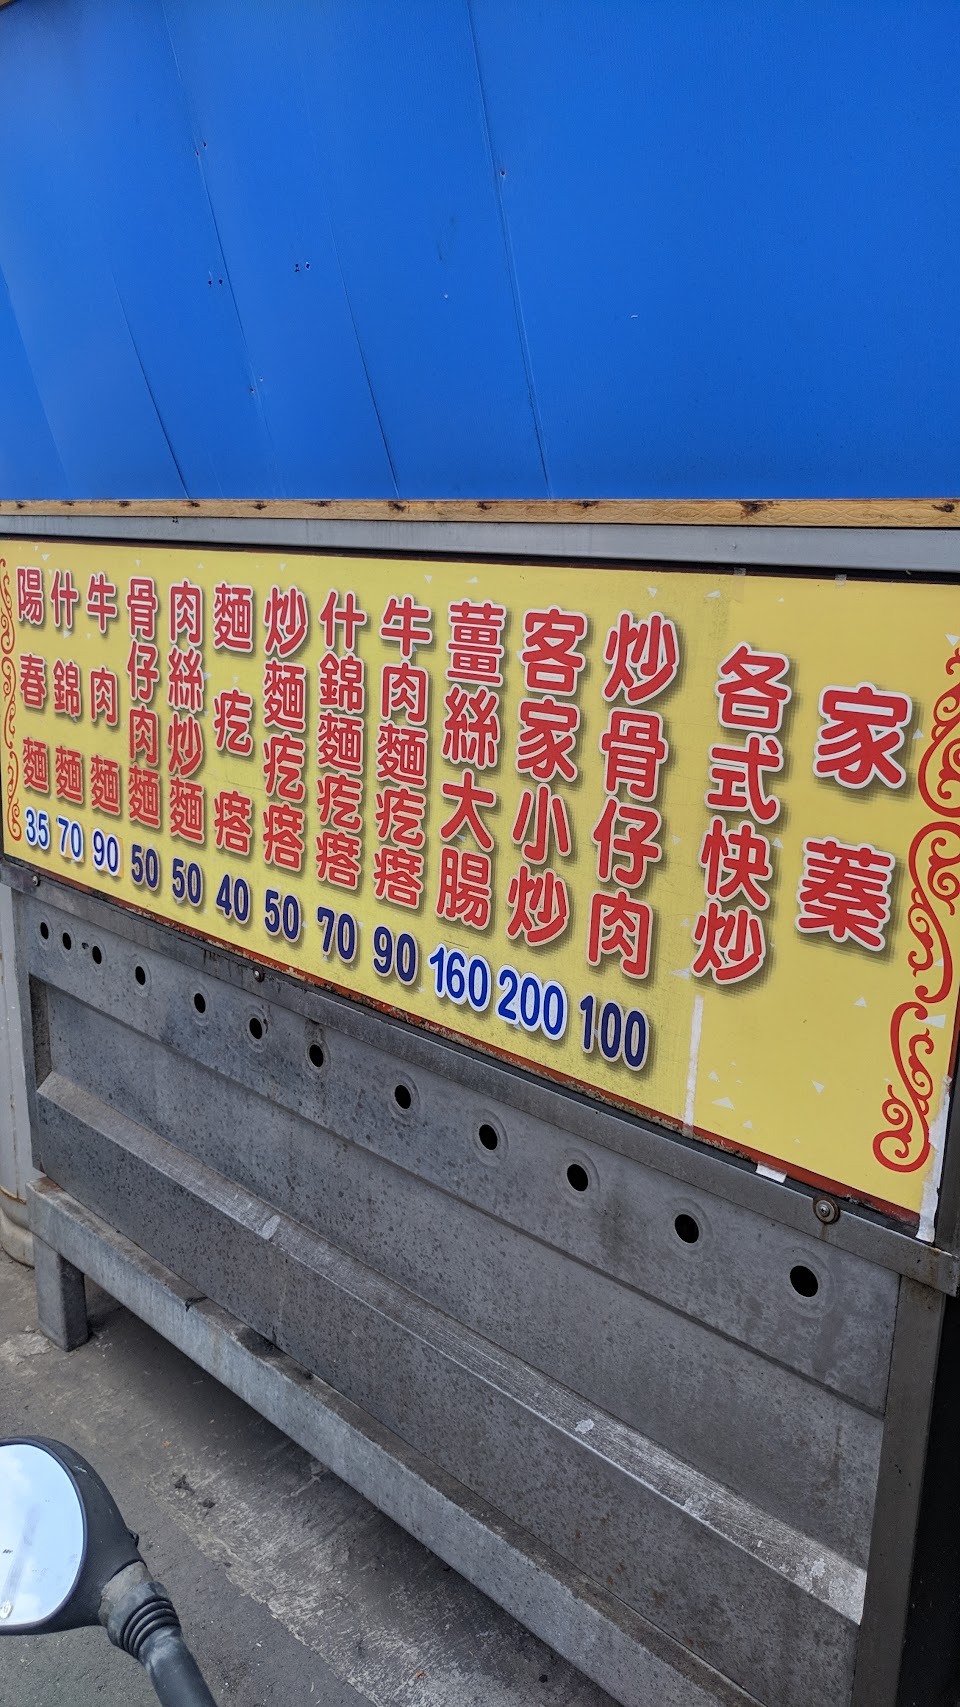 家蓁
各式快炒
炒骨仔肉 100
客家小炒 200
薑絲大腸 160
牛肉麵疙瘩 90
什錦麵疙瘩 70
炒麵疙瘩 50
麵疙瘩 40
肉絲炒麵 50
骨仔肉麵 50
牛肉麵 90
什錦麵 70
陽春麵 35